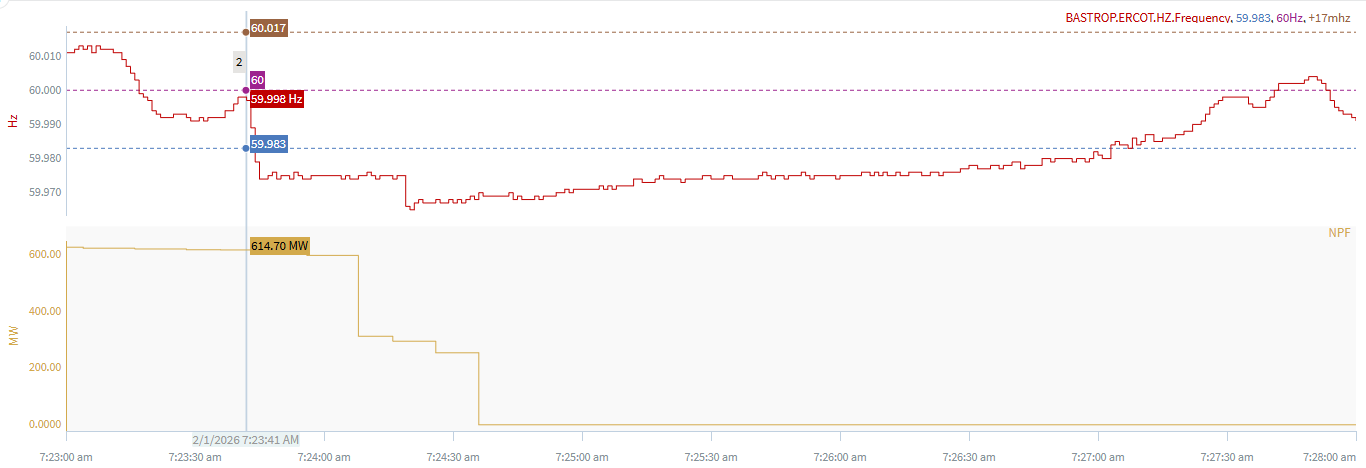 BASTROP.ERCOT.HZ.Frequency, 59.983, 60Hz, +17mhz
60.017
60.010
2
60
60.000
59.998 Hz
59.990
Hz
59.983
59.980
59.970
NPF
614.70 MW
600.00
400.00
MW
200.00
0.0000
2/1/2026 7:23:41 AM
7:23:00 am 7:23:30 am 7:24:00 am 7:24:30 am 7:25:00 am 7:25:30 am 7:26:00 am 7:26:30 am 7:27:00 am 7:27:30 am 7:28:00 am